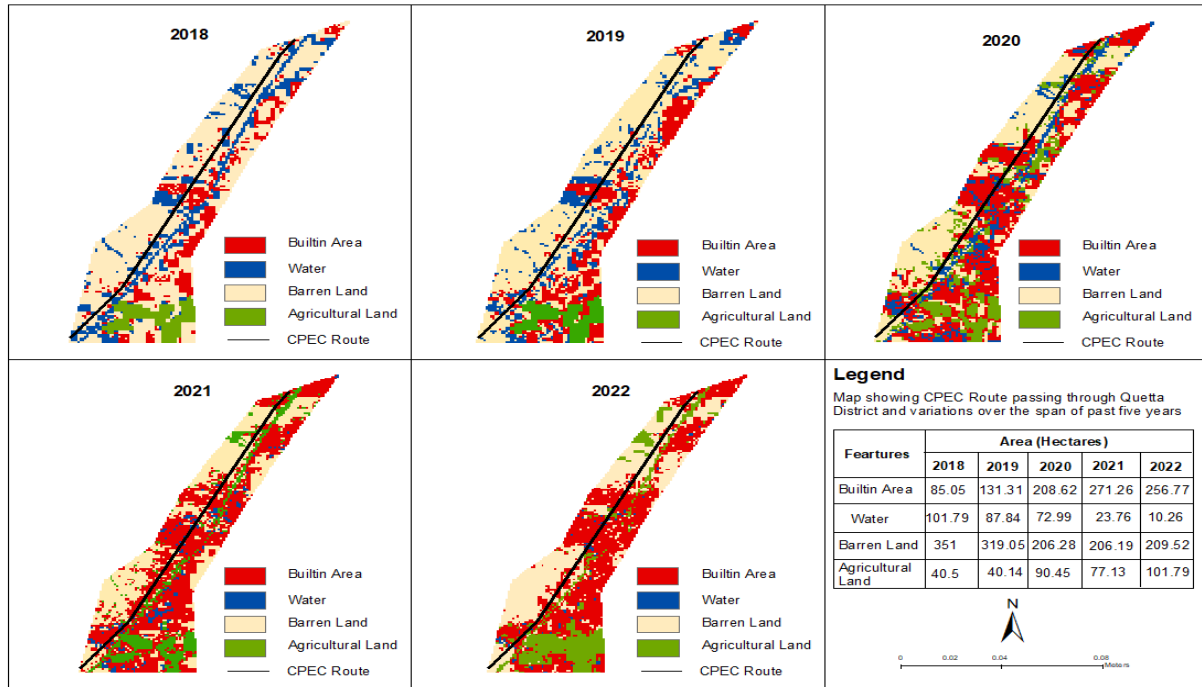 2018
Builtin Area
Water
Barren Land
Agricultural Land
CPEC Route
2019
Builtin Area
Water
Barren Land
Agricultural Land
CPEC Route
2020
Builtin Area
Water
Barren Land
Agricultural Land
CPEC Route
2021
Builtin Area
Water
Barren Land
Agricultural Land
CPEC Route
2022
Builtin Area
Water
Barren Land
Agricultural Land
CPEC Route
Legend
Map showing CPEC Route passing through Quetta
District and variations over the span of past five years
Feartures Area (Hectares)
2018 2019 2020 2021 2022
Builtin Area 85.05 131.31 208.62 271.26 256.77
Water 101.79 87.84 72.99 23.76 10.26
Barren Land 351 319.05 206.28 206.19 209.52
Agricultural Land 40.5 40.14 90.45 77.13 101.79
N
0 0.02 0.04 0.08
Meters